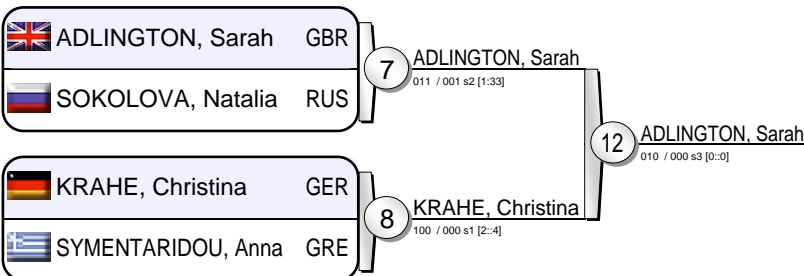 ADLINGTON, Sarah GBR
SOKOLOVA, Natalia RUS
7
ADLINGTON, Sarah
011 / 001 s2 [1:33]
KRAHE, Christina GER
SYMENTARIDOU, Anna GRE
8
KRAHE, Christina
100 / 000 s1 [2::4]
12
ADLINGTON, Sarah
010 / 000 s3 [0::0]